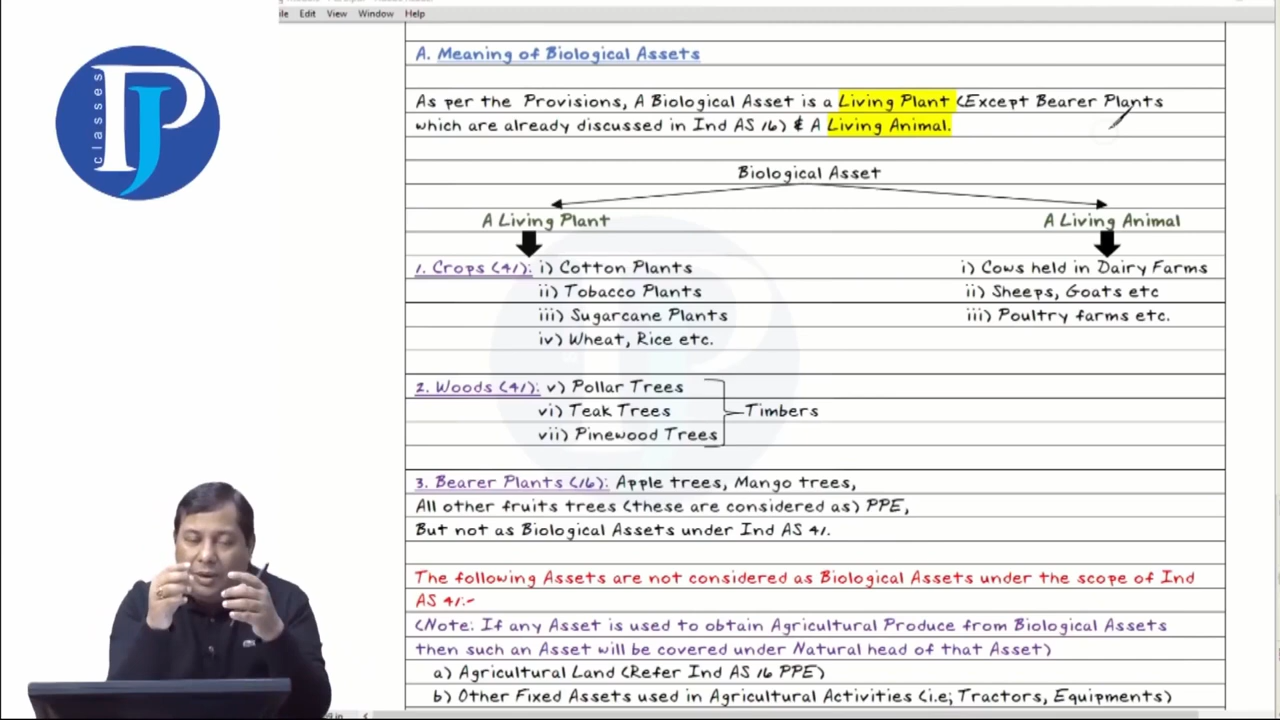 Edit View Window Help
classes
PJ
A. Meaning of Biological Assets
As per the Provisions, A Biological Asset is a Living Plant (Except Bearer Plants
which are already discussed in Ind AS 16) & A Living Animal.
Biological Asset
A Living Plant
A Living Animal
1. Crops (41): i) Cotton Plants
ii) Tobacco Plants
iii) Sugarcane Plants
iv) Wheat, Rice etc.
i) Cows held in Dairy Farms
ii) Sheeps, Goats etc
iii) Poultry farms etc.
2. Woods (41): v) Pollar Trees
vi) Teak Trees
vii) Pinewood Trees
Timbers
3. Bearer Plants (16): Apple trees, Mango trees,
All other fruits trees (these are considered as) PPE,
But not as Biological Assets under Ind AS 41.
The following Assets are not considered as Biological Assets under the scope of Ind
AS 41:-
(Note: If any Asset is used to obtain Agricultural Produce from Biological Assets
then such an Asset will be covered under Natural head of that Asset)
a) Agricultural Land (Refer Ind AS 16 PPE)
b) Other Fixed Assets used in Agricultural Activities (i.e; Tractors, Equipments)